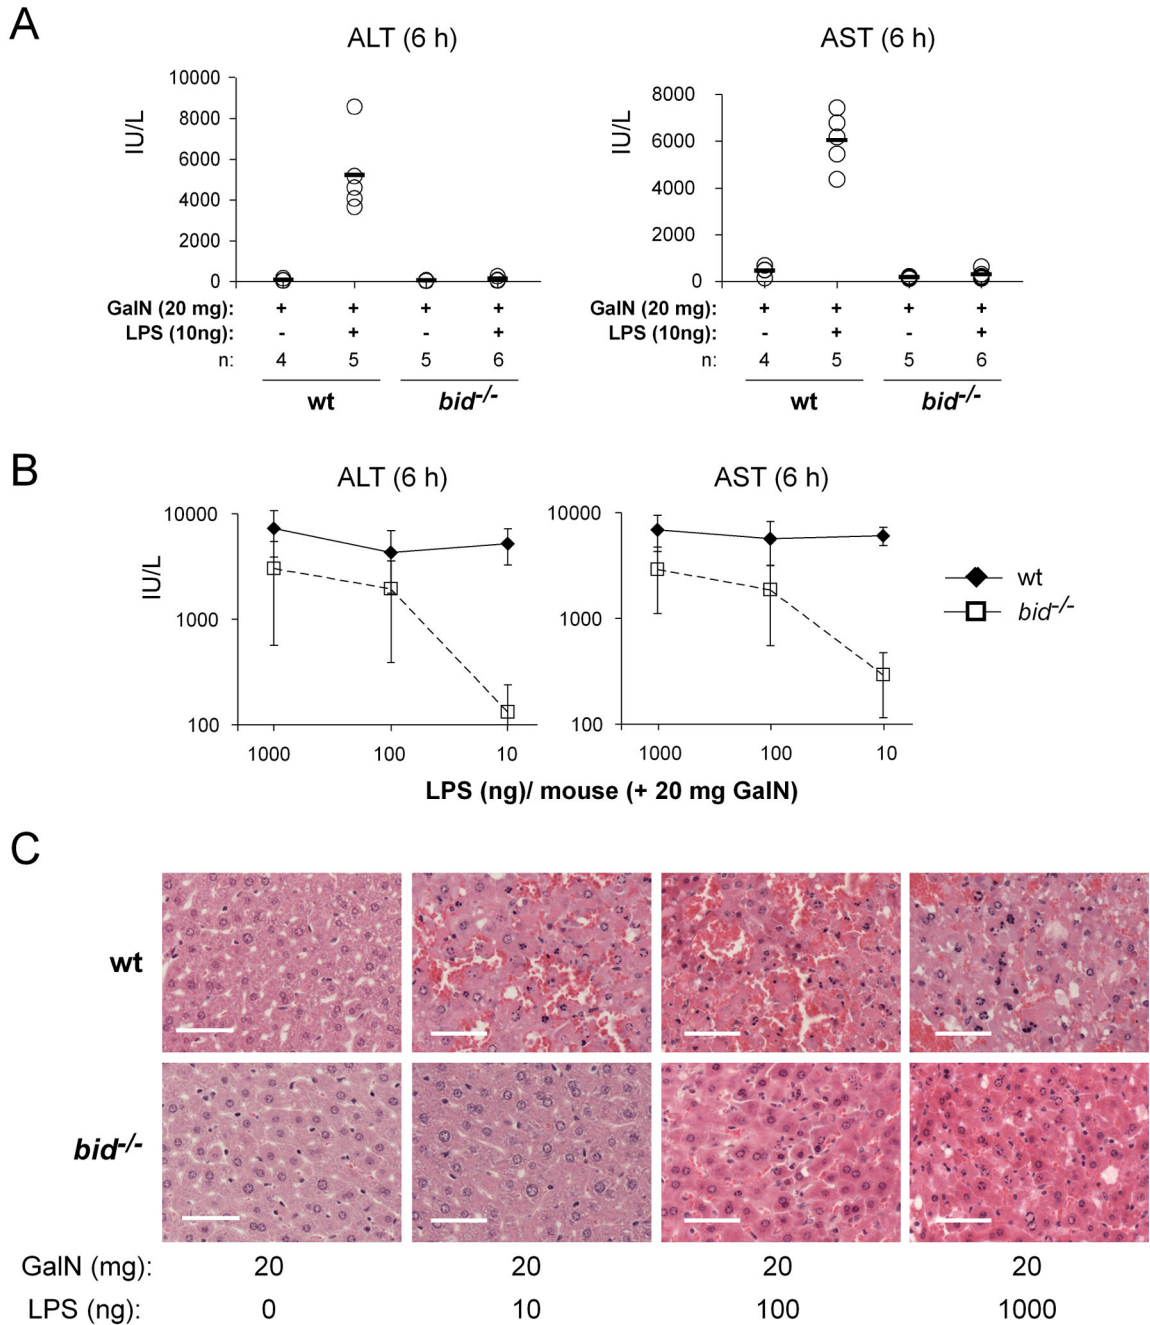 A
ALT (6 h)
AST (6 h)
IU/L
10000
8000
6000
4000
2000
0
IU/L
8000
6000
4000
2000
0
GalN (20 mg): + + + +
LPS (10ng): - + - +
n: 4 5 5 6
wt bid-/-
GalN (20 mg): + + + +
LPS (10ng): - + - +
n: 4 5 5 6
wt bid-/-
B
ALT (6 h)
AST (6 h)
IU/L
10000
1000
100
1000 100 10
10000
1000
100
1000 100 10
wt
bid-/-
LPS (ng)/ mouse (+ 20 mg GalN)
C
wt
bid-/-
GalN (mg): 20 20 20 20
LPS (ng): 0 10 100 1000